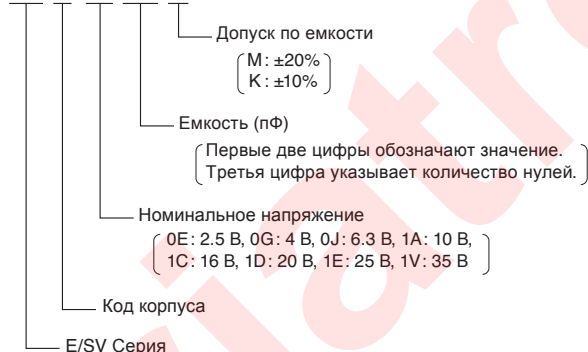 Допуск по емкости
M: ±20%
K: ±10%
Емкость (пФ)
Первые две цифры обозначают значение.
Третья цифра указывает количество нулей.
Номинальное напряжение
0E: 2.5 В, 0G: 4 В, 0J: 6.3 В, 1A: 10 В,
1C: 16 В, 1D: 20 В, 1E: 25 В, 1V: 35 В
Код корпуса
E/SV Серия